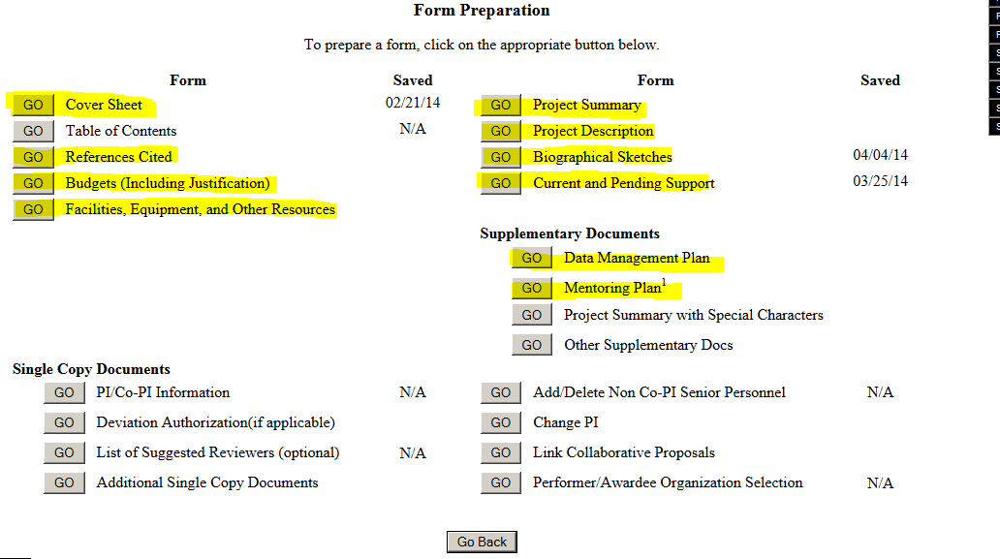 Form Preparation
To prepare a form, click on the appropriate button below.
Form Saved Form Saved
GO Cover Sheet 02/21/14 GO Project Summary
GO Table of Contents N/A GO Project Description
GO References Cited GO Biographical Sketches 04/04/14
GO Budgets (Including Justification) GO Current and Pending Support 03/25/14
GO Facilities, Equipment, and Other Resources
Supplementary Documents
GO Data Management Plan
GO Mentoring Plan1
GO Project Summary with Special Characters
GO Other Supplementary Docs
Single Copy Documents
GO PI/Co-PI Information N/A GO Add/Delete Non Co-PI Senior Personnel N/A
GO Deviation Authorization(if applicable) GO Change PI
GO List of Suggested Reviewers (optional) N/A GO Link Collaborative Proposals
GO Additional Single Copy Documents GO Performer/Awardee Organization Selection N/A
Go Back